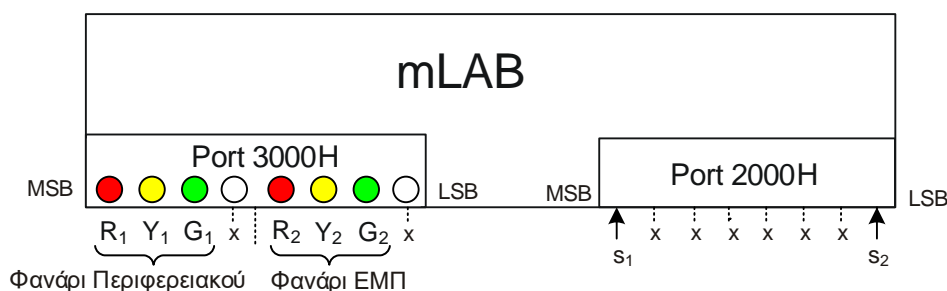 mLAB
Port 3000H
Port 2000H
MSB
LSB
MSB
LSB
R₁ Y₁ G₁ x R₂ Y₂ G₂ x
x x x x x x
s₁ s₂
Φανάρι Περιφερειακού Φανάρι ΕΜΠ